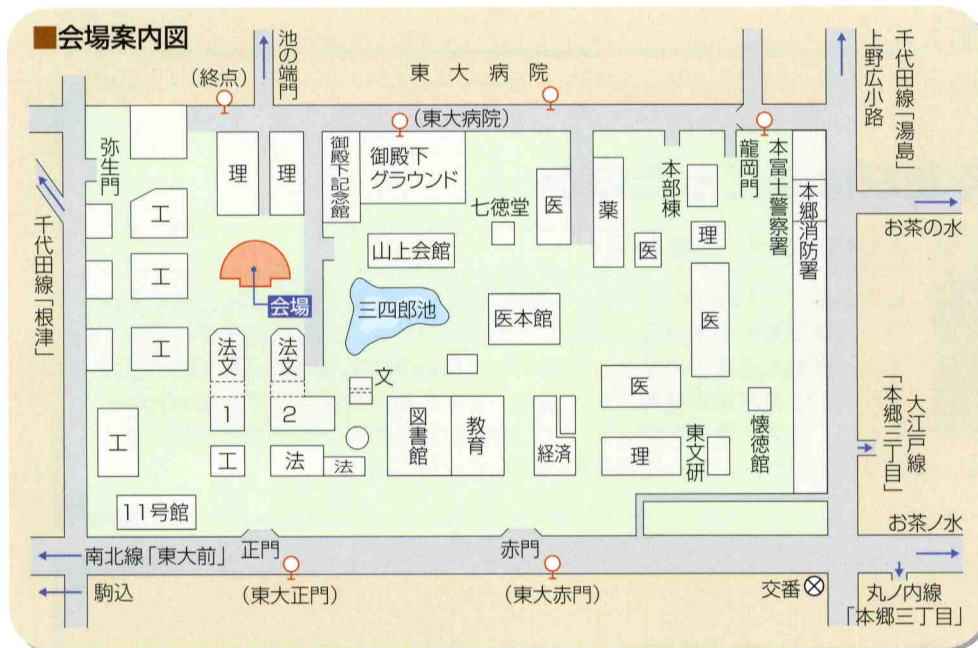 ■会場案内図
池の端門
(終点)
東大病院
(東大病院)
上野広小路
千代田線「湯島」
弥生門
理
理
御殿下記念館
御殿下
グラウンド
七徳堂
医
薬
本部棟
龍岡門
本富士警察署
本郷消防署
お茶の水
千代田線「根津」
工
工
工
工
会場
山上会館
三四郎池
医
理
医本館
医
法文
1
法文
2
文
図書館
教育
経済
医
理
東文研
懐徳館
大江戸線
「本郷三丁目」
工
法
法
11号館
お茶ノ水
南北線「東大前」
正門
赤門
駒込
(東大正門)
(東大赤門)
交番
丸ノ内線
「本郷三丁目」